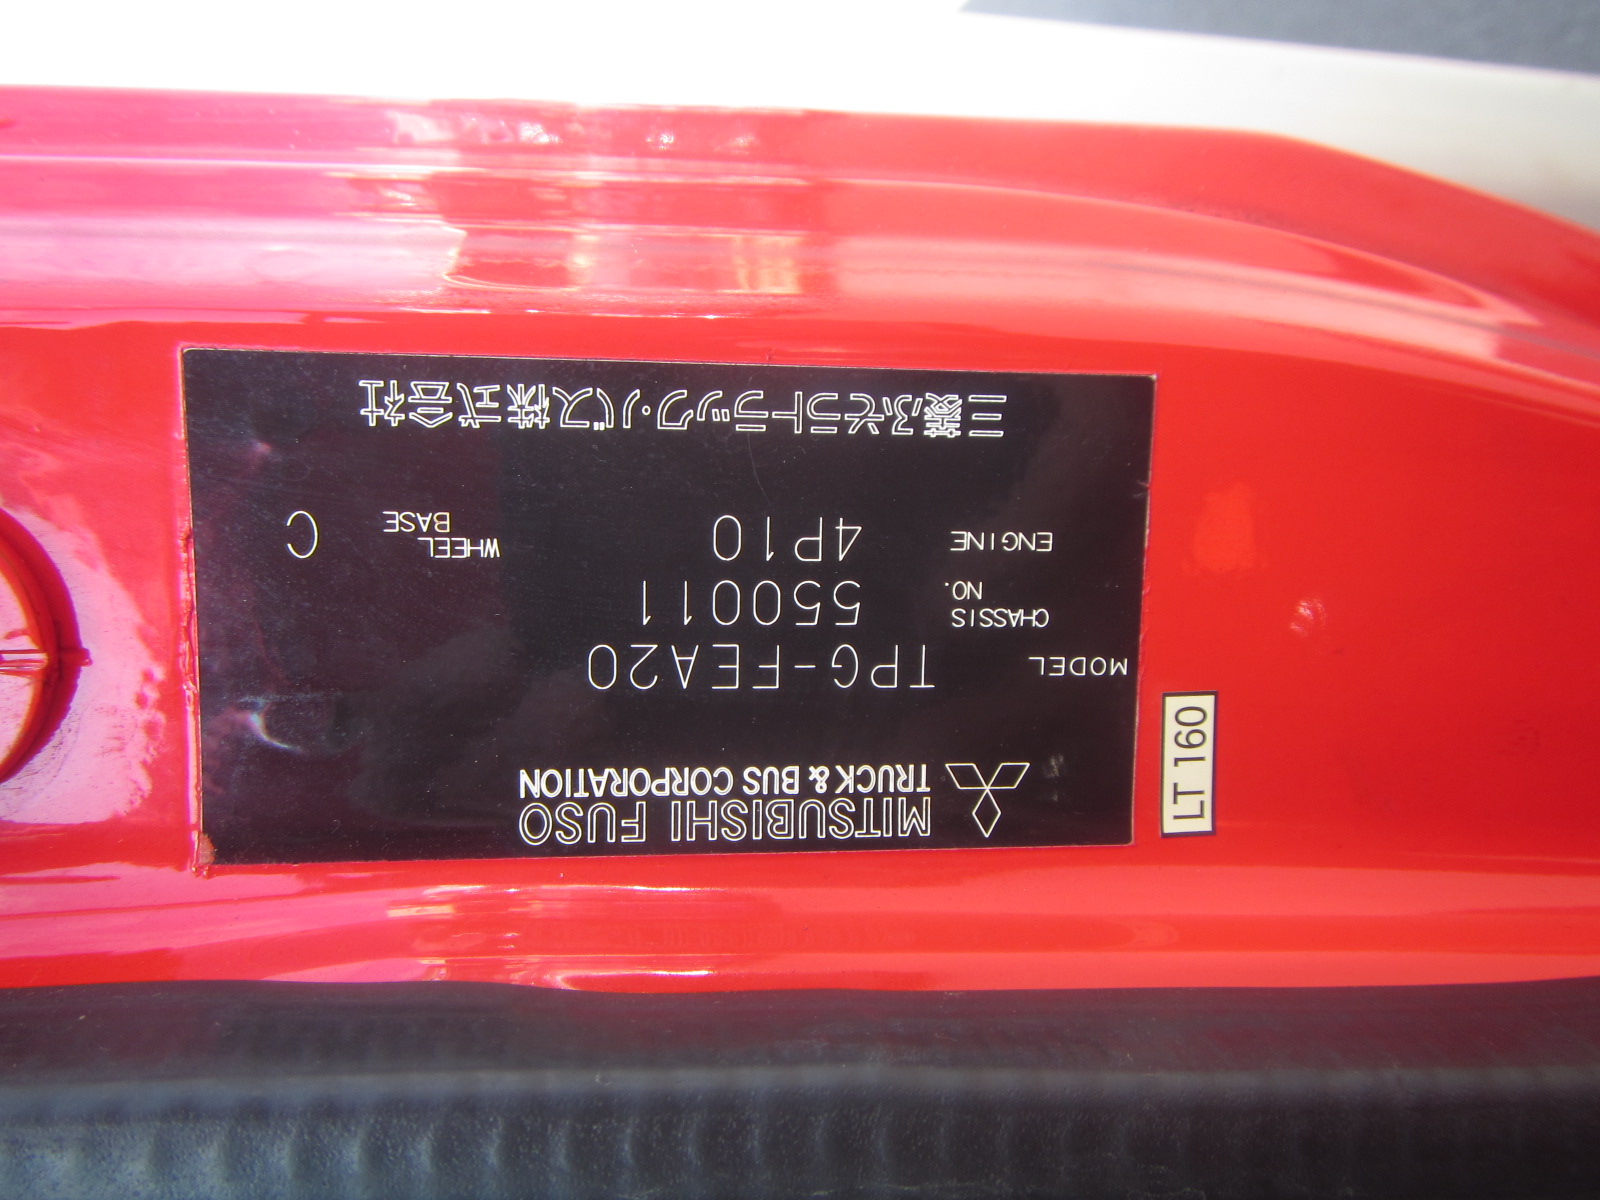 MITSUBISHI FUSO
TRUCK & BUS CORPORATION
MODEL TPG-FEA20
CHASSIS NO. 550011
ENGINE 4P10 WHEEL BASE C
三菱ふそうトラック・バス株式会社
LT 160